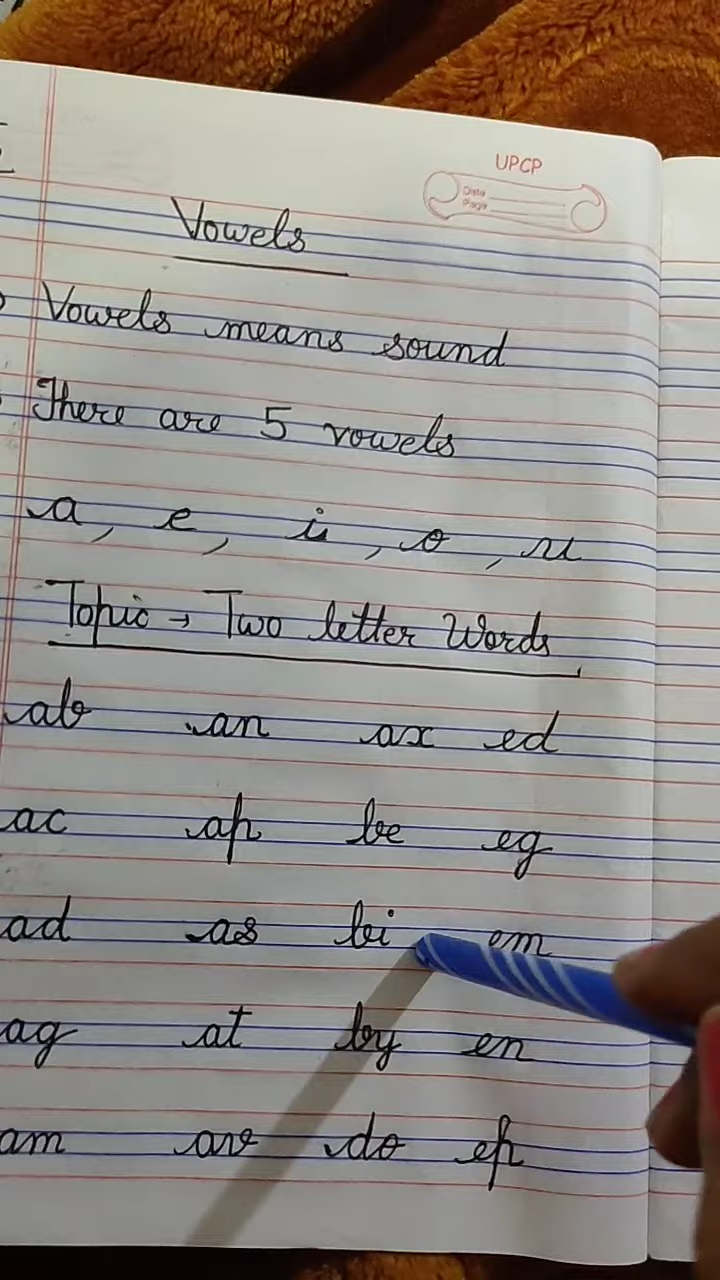 UPCP
Date
Page
Vowels
Vowels means sound
There are 5 vowels
a, e, i, o, u
Topic → Two letter Words
ab an ax ed
ac ap be eg
ad as bi em
ag at by en
am av do ep